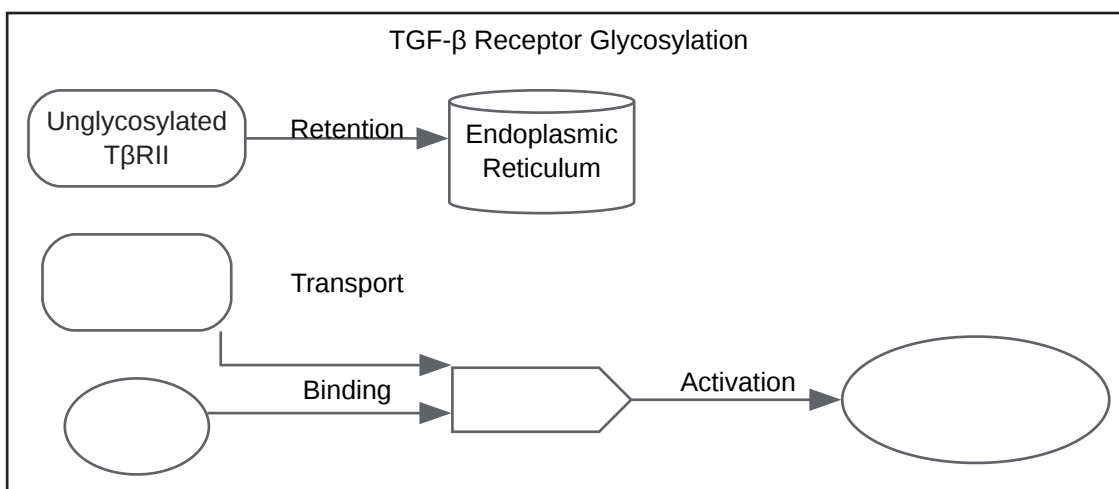 TGF-β Receptor Glycosylation
Unglycosylated
TβRII
Retention
Endoplasmic
Reticulum
Transport
Binding
Activation